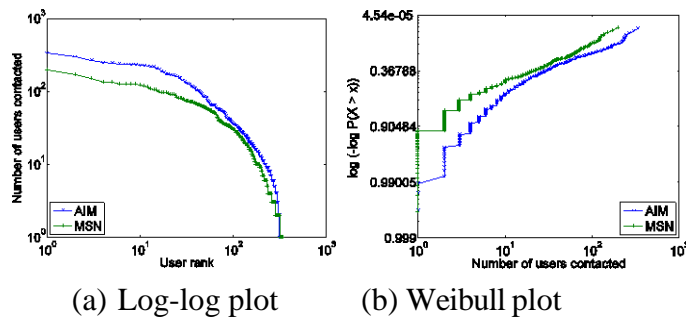 10³
10²
10¹
10⁰
Number of users contacted
AIM
MSN
10⁰
10¹
10²
10³
User rank
(a) Log-log plot
4.54e-05
0.36788
0.90484
0.99005
0.999
log (-log P(X > x))
AIM
MSN
10⁰
10¹
10²
10³
Number of users contacted
(b) Weibull plot